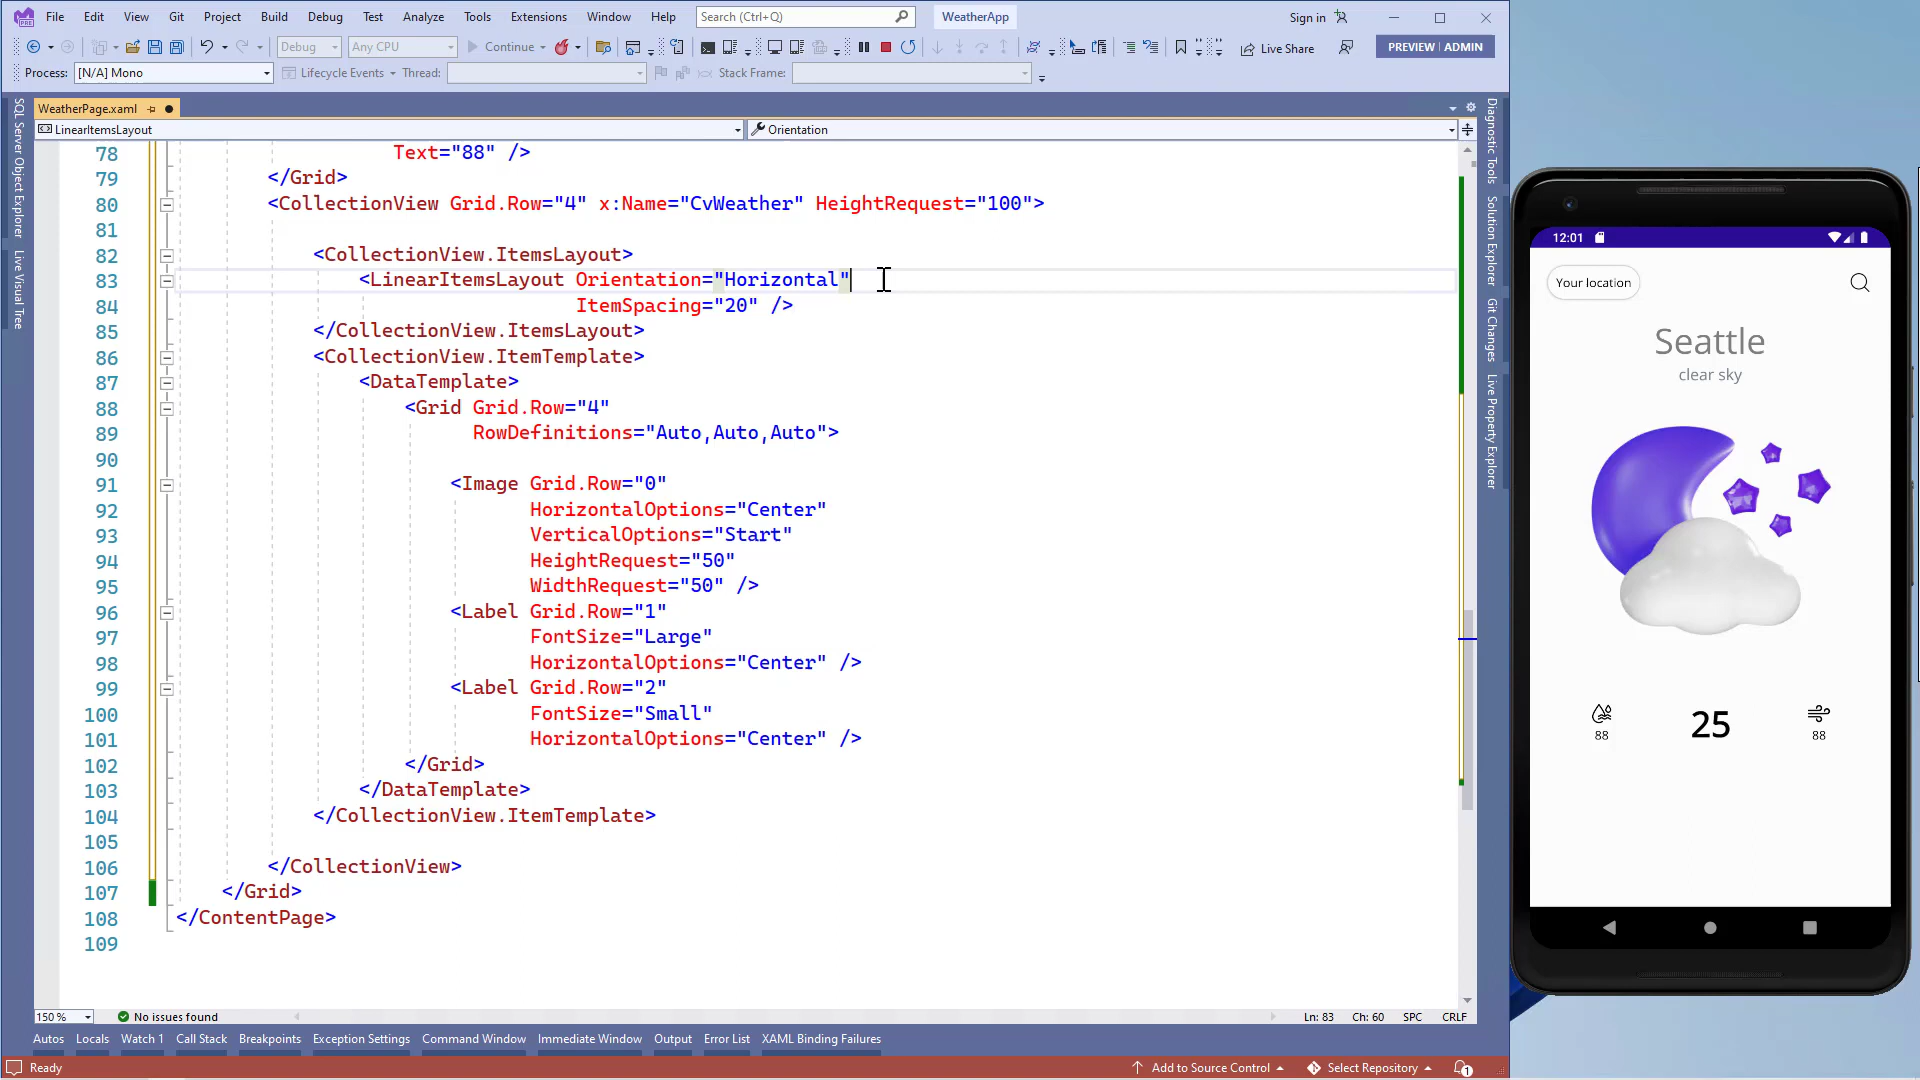 File Edit View Git Project Build Debug Test Analyze Tools Extensions Window Help Search (Ctrl+Q) WeatherApp Sign in
Debug Any CPU Continue Live Share PREVIEW | ADMIN
Process: [N/A] Mono Lifecycle Events Thread: Stack Frame:
WeatherPage.xaml
LinearItemsLayout Orientation
SQL Server Object Explorer
Live Visual Tree
78 Text="88" />
79 </Grid>
80 <CollectionView Grid.Row="4" x:Name="CvWeather" HeightRequest="100">
81
82 <CollectionView.ItemsLayout>
83 <LinearItemsLayout Orientation="Horizontal"
84 ItemSpacing="20" />
85 </CollectionView.ItemsLayout>
86 <CollectionView.ItemTemplate>
87 <DataTemplate>
88 <Grid Grid.Row="4"
89 RowDefinitions="Auto,Auto,Auto">
90
91 <Image Grid.Row="0"
92 HorizontalOptions="Center"
93 VerticalOptions="Start"
94 HeightRequest="50"
95 WidthRequest="50" />
96 <Label Grid.Row="1"
97 FontSize="Large"
98 HorizontalOptions="Center" />
99 <Label Grid.Row="2"
100 FontSize="Small"
101 HorizontalOptions="Center" />
102 </Grid>
103 </DataTemplate>
104 </CollectionView.ItemTemplate>
105
106 </CollectionView>
107 </Grid>
108 </ContentPage>
109
Diagnostic Tools
Solution Explorer
Git Changes
Live Property Explorer
150 % No issues found Ln: 83 Ch: 60 SPC CRLF
Autos Locals Watch 1 Call Stack Breakpoints Exception Settings Command Window Immediate Window Output Error List XAML Binding Failures
Ready Add to Source Control Select Repository 1
12:01
Your location
Seattle
clear sky
88 25 88